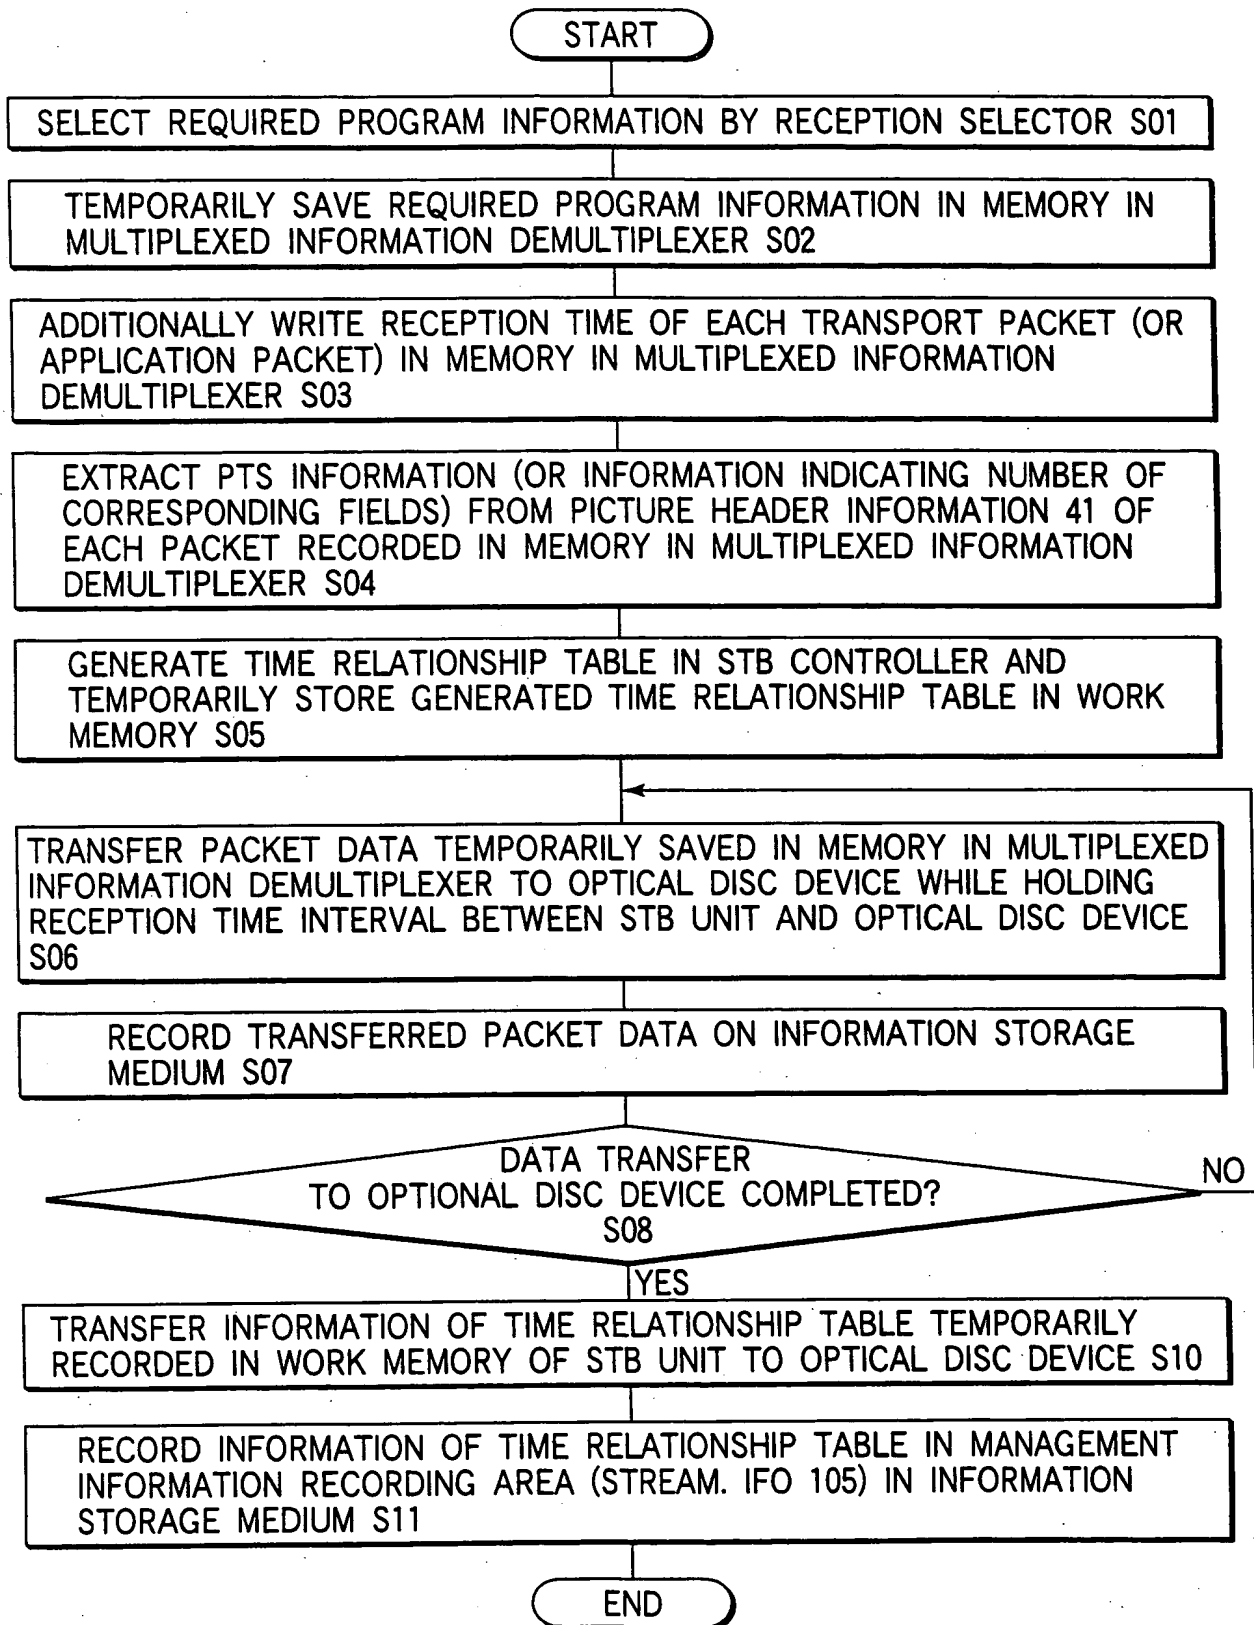 START
SELECT REQUIRED PROGRAM INFORMATION BY RECEPTION SELECTOR S01
TEMPORARILY SAVE REQUIRED PROGRAM INFORMATION IN MEMORY IN
MULTIPLEXED INFORMATION DEMULTIPLEXER S02
ADDITIONALLY WRITE RECEPTION TIME OF EACH TRANSPORT PACKET (OR
APPLICATION PACKET) IN MEMORY IN MULTIPLEXED INFORMATION
DEMULTIPLEXER S03
EXTRACT PTS INFORMATION (OR INFORMATION INDICATING NUMBER OF
CORRESPONDING FIELDS) FROM PICTURE HEADER INFORMATION 41 OF
EACH PACKET RECORDED IN MEMORY IN MULTIPLEXED INFORMATION
DEMULTIPLEXER S04
GENERATE TIME RELATIONSHIP TABLE IN STB CONTROLLER AND
TEMPORARILY STORE GENERATED TIME RELATIONSHIP TABLE IN WORK
MEMORY S05
TRANSFER PACKET DATA TEMPORARILY SAVED IN MEMORY IN MULTIPLEXED
INFORMATION DEMULTIPLEXER TO OPTICAL DISC DEVICE WHILE HOLDING
RECEPTION TIME INTERVAL BETWEEN STB UNIT AND OPTICAL DISC DEVICE
S06
RECORD TRANSFERRED PACKET DATA ON INFORMATION STORAGE
MEDIUM S07
DATA TRANSFER
TO OPTIONAL DISC DEVICE COMPLETED?
S08
NO
YES
TRANSFER INFORMATION OF TIME RELATIONSHIP TABLE TEMPORARILY
RECORDED IN WORK MEMORY OF STB UNIT TO OPTICAL DISC DEVICE S10
RECORD INFORMATION OF TIME RELATIONSHIP TABLE IN MANAGEMENT
INFORMATION RECORDING AREA (STREAM. IFO 105) IN INFORMATION
STORAGE MEDIUM S11
END